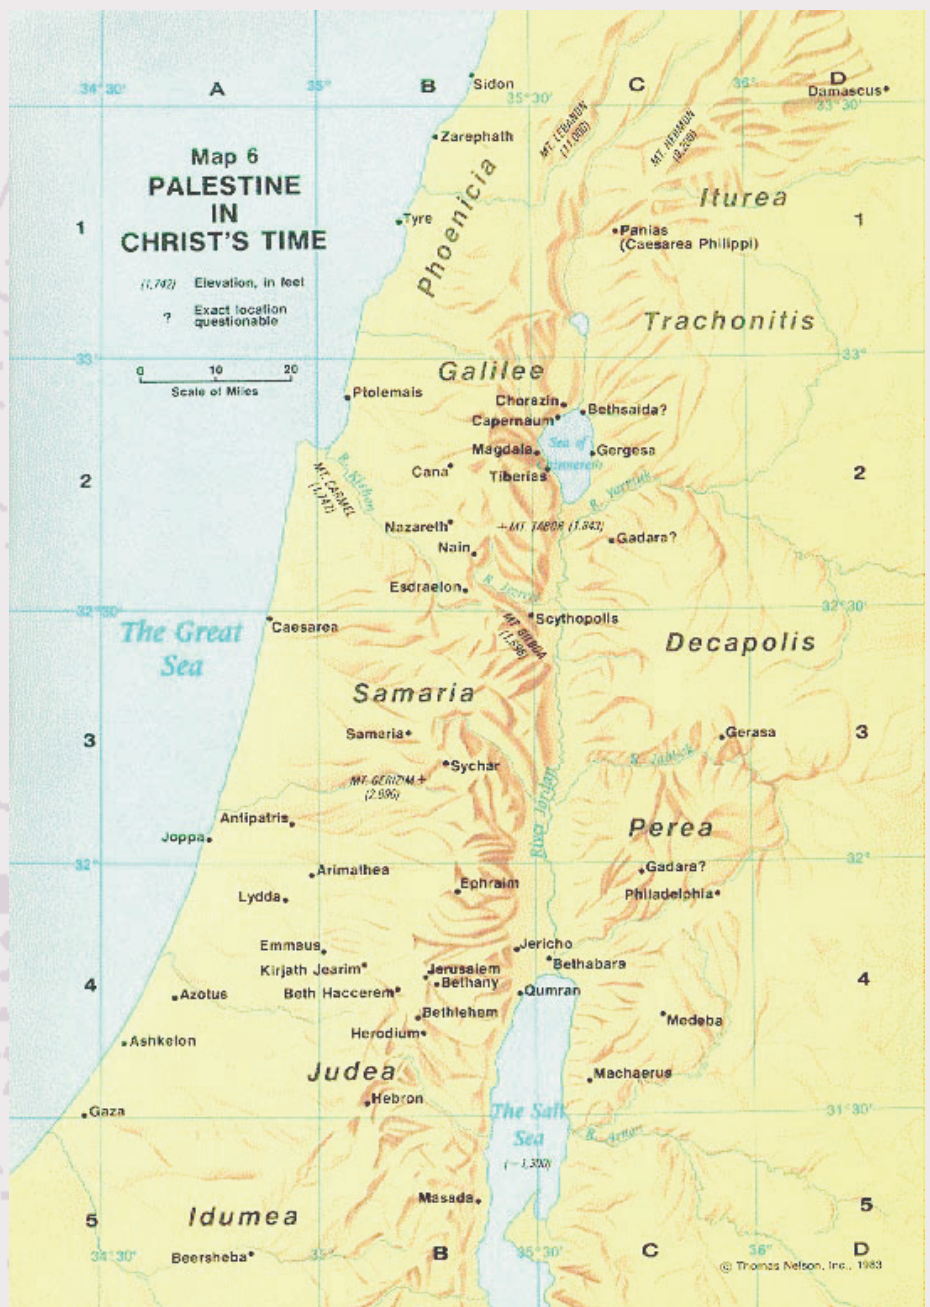 34°30'
A
35°
B
Sidon
35°30'
C
36°
D
Damascus
33°30'
Zarephath
MT. LEBANON
(11,000)
MT. HERMON
Map 6
PALESTINE
IN
CHRIST'S TIME
Phoenicia
Iturea
1
Tyre
Panias
(Caesarea Philippi)
1
(1,742) Elevation, in feet
? Exact location
questionable
Trachonitis
33°
33°
0 10 20
Scale of Miles
Galilee
Ptolemais
Chorazin
Bethsaida?
Capernaum
Sea of
Magdala
Gergesa
Cana
Tiberias
2
MT. CARMEL
R. Kishon
R. Yarmuk
2
Nazareth
+MT. TABOR (1,843)
Gadara?
Nain
Esdraelon
R. Jezreel
32°30'
32°30'
Caesarea
Scythopolis
MT. GILBOA
The Great
Sea
Decapolis
Samaria
3
Samaria
Gerasa
3
Sychar
R. Jabbok
MT. GERIZIM +
River Jordan
Antipatris
Joppa
Perea
32°
32°
Arimathea
Gadara?
Lydda
Ephraim
Philadelphia
Emmaus
Jericho
Kirjath Jearim
Jerusalem
Bethabara
4
Azotus
Beth Haccerem
Bethany
Qumran
4
Bethlehem
Medeba
Ashkelon
Herodium
Judea
Machaerus
Hebron
Gaza
The Salt
Sea
(-1,300)
31°30'
R. Arnon
Masada
5
Idumea
5
34°30'
Beersheba
35°
B
35°30'
C
36°
D
© Thomas Nelson, Inc., 1983